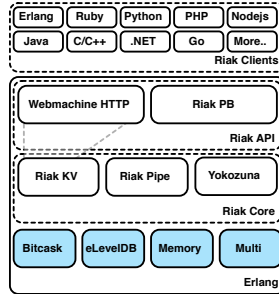 Erlang Ruby Python PHP Nodejs
Java C/C++ .NET Go More..
Riak Clients
Webmachine HTTP Riak PB
Riak API
Riak KV Riak Pipe Yokozuna
Riak Core
Bitcask eLevelDB Memory Multi
Erlang